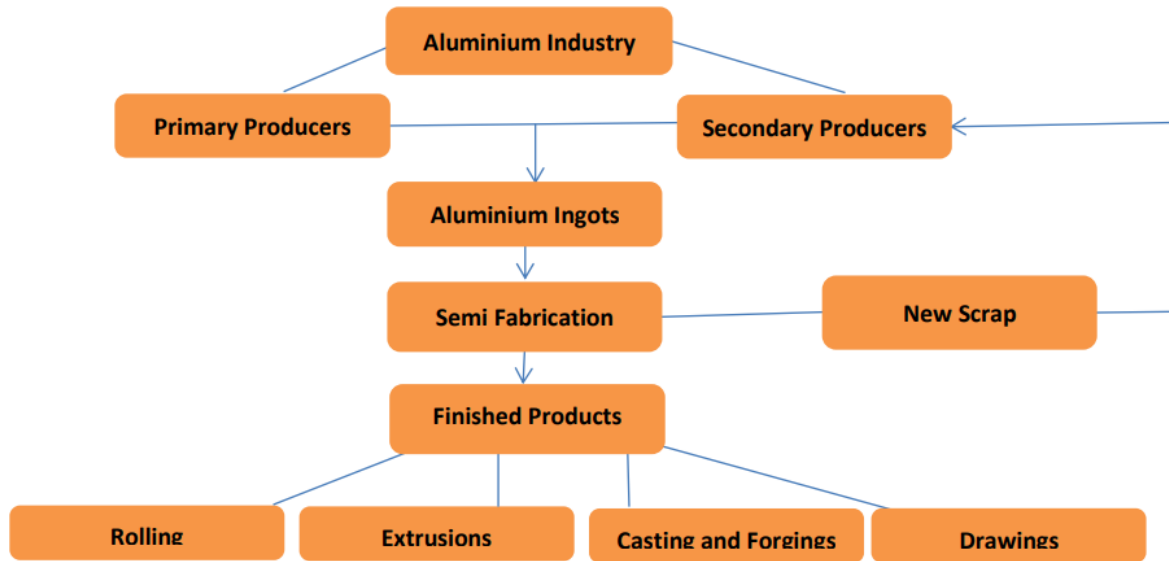 Aluminium Industry
Primary Producers
Secondary Producers
Aluminium Ingots
Semi Fabrication
New Scrap
Finished Products
Rolling
Extrusions
Casting and Forgings
Drawings